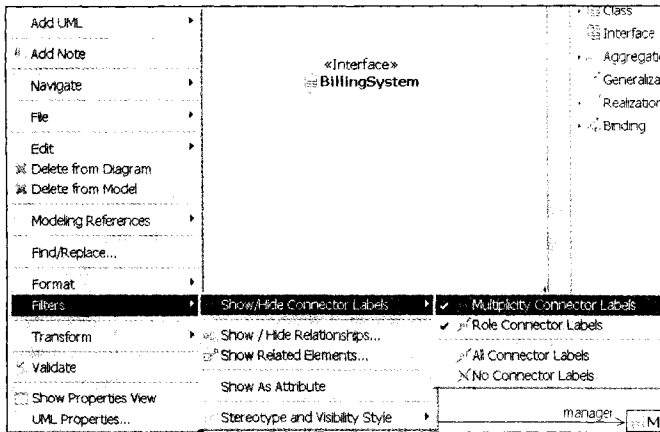 Add UML
Add Note
Navigate
File
Edit
Delete from Diagram
Delete from Model
Modeling References
Find/Replace...
Format
Filters
Transform
Validate
Show Properties View
UML Properties...
«Interface»
BillingSystem
Class
Interface
Aggregatio
Generaliza
Realization
Binding
Show/Hide Connector Labels
Show / Hide Relationships...
Show Related Elements...
Show As Attribute
Stereotype and Visibility Style
Multiplicity Connector Labels
Role Connector Labels
All Connector Labels
No Connector Labels
manager
M